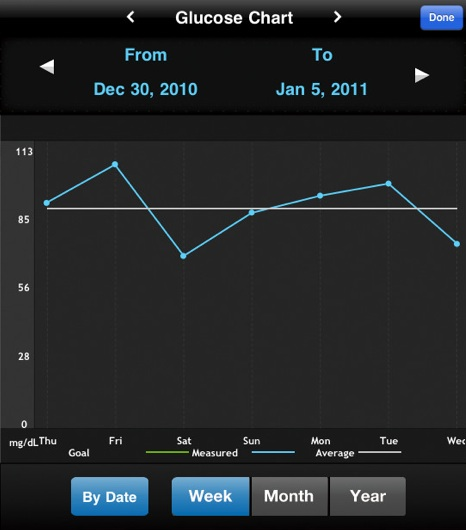 Glucose Chart
Done
From To
Dec 30, 2010 Jan 5, 2011
113
85
56
28
0
mg/dL Thu Fri Sat Sun Mon Tue Wed
Goal Measured Average
By Date Week Month Year